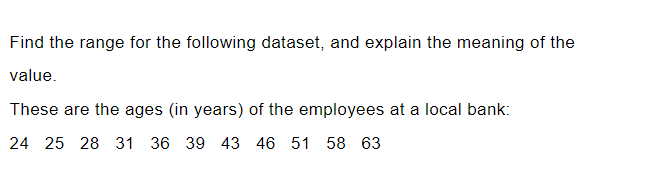 Find the range for the following dataset, and explain the meaning of the
value.
These are the ages (in years) of the employees at a local bank:
24 25 28 31 36 39 43 46 51 58 63